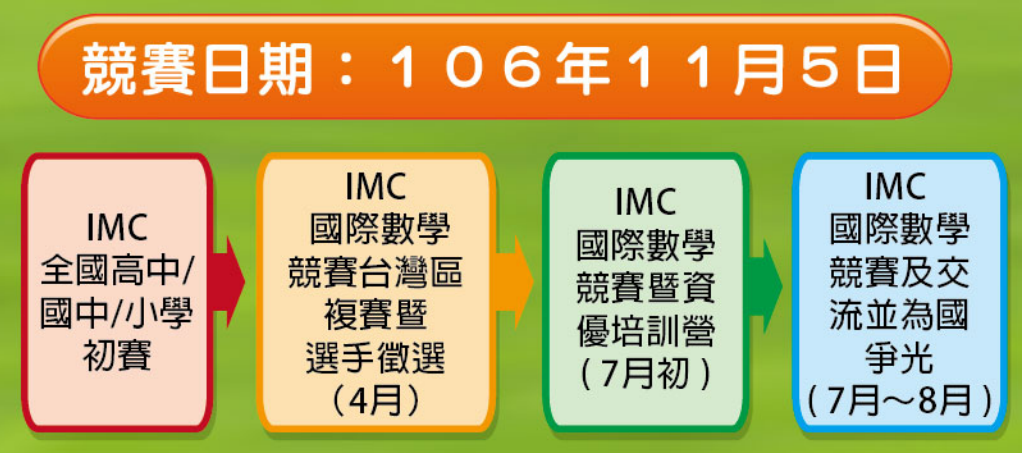 競賽日期：１０６年１１月５日
IMC
全國高中/
國中/小學
初賽
IMC
國際數學
競賽台灣區
複賽暨
選手徵選
（4月）
IMC
國際數學
競賽暨資
優培訓營
( 7月初 )
IMC
國際數學
競賽及交
流並為國
爭光
( 7月～8月 )